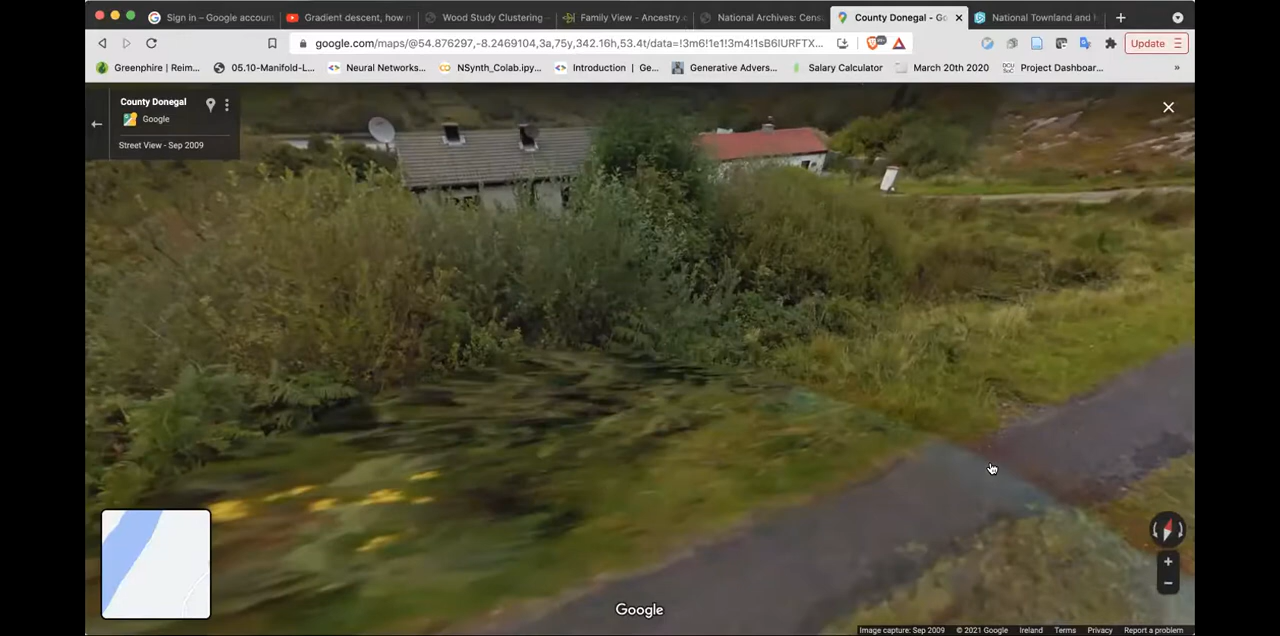 Sign in – Google accoun
Gradient descent, how n
Wood Study Clustering –
Family View - Ancestry.c
National Archives: Cens
County Donegal - Go
National Townland and H
google.com/maps/@54.876297,-8.2469104,3a,75y,342.16h,53.4t/data=!3m6!1e1!3m4!1sB6IURFTX...
Update
Greenphire | Reim...
05.10-Manifold-L...
Neural Networks...
NSynth_Colab.ipy...
Introduction | Ge...
Generative Advers...
Salary Calculator
March 20th 2020
Project Dashboar...
»
County Donegal
Google
Street View - Sep 2009
Google
Image capture: Sep 2009 © 2021 Google Ireland Terms Privacy Report a problem